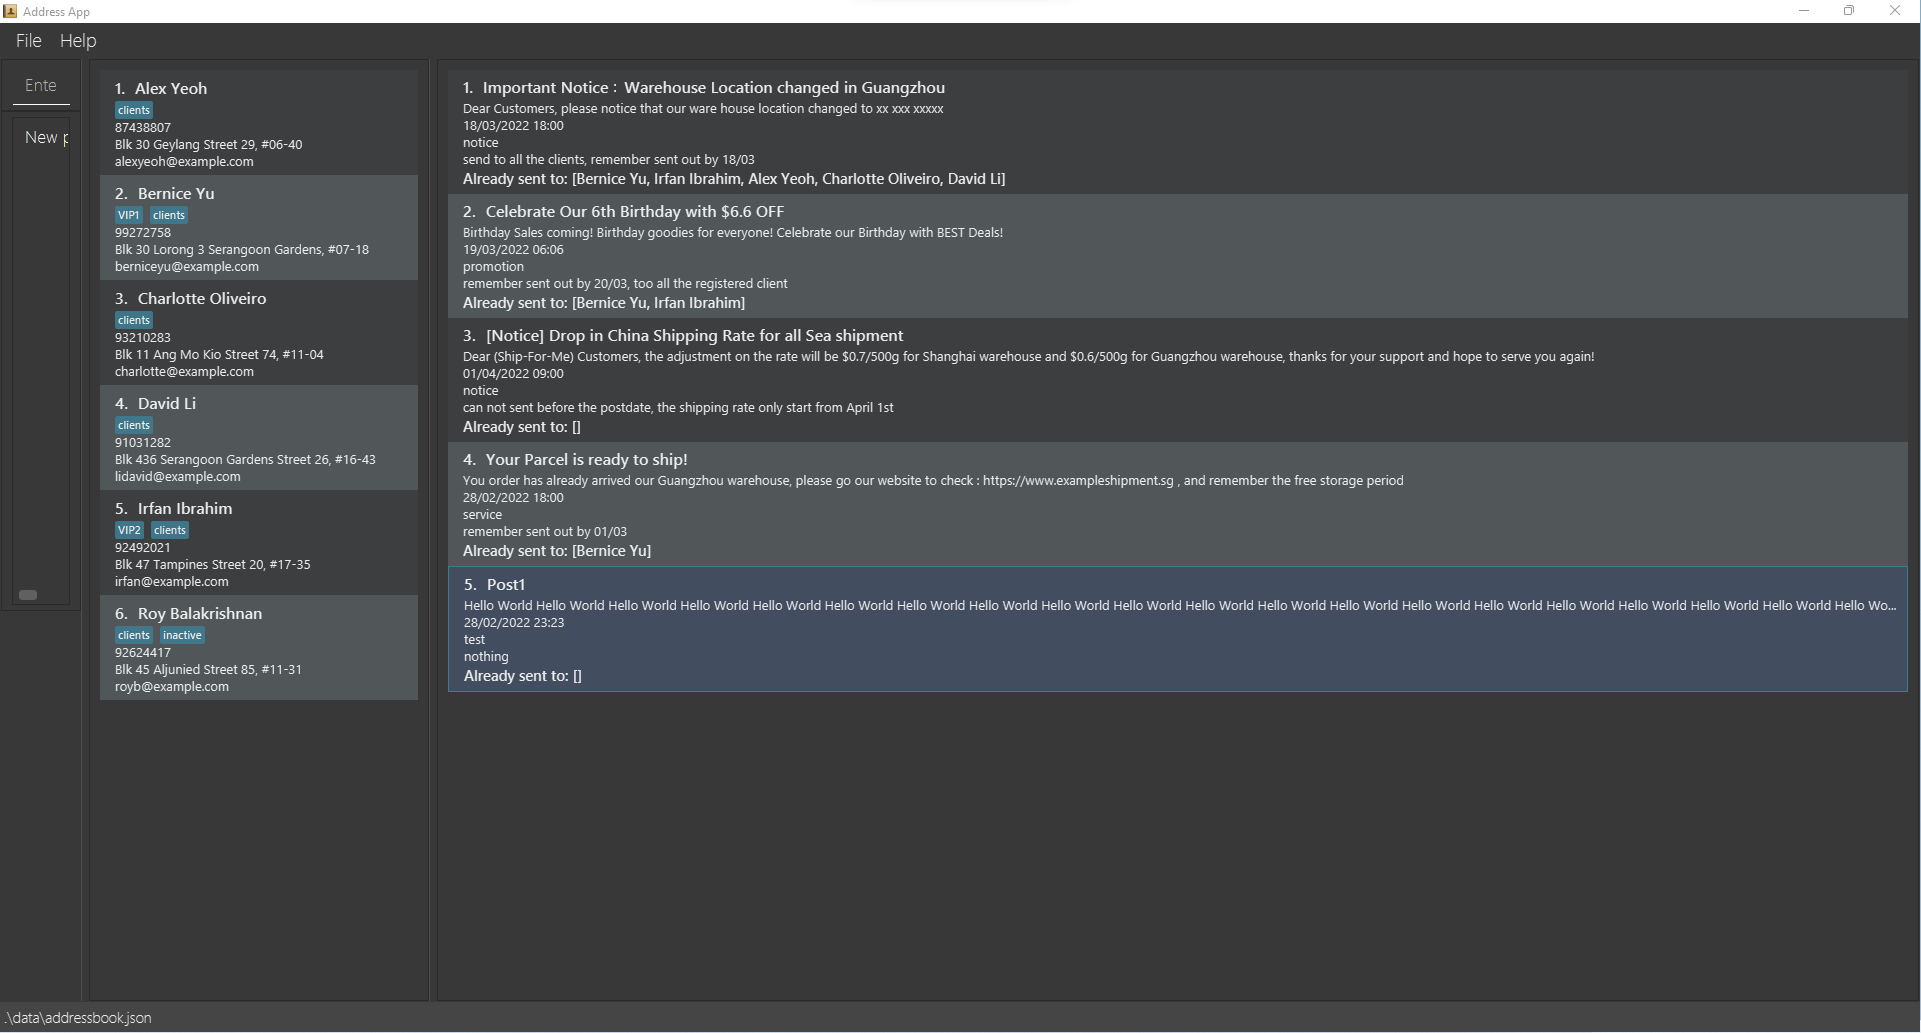 Address App
File Help
Ente
New
1. Alex Yeoh
clients
87438807
Blk 30 Geylang Street 29, #06-40
alexyeoh@example.com
2. Bernice Yu
VIP1 clients
99272758
Blk 30 Lorong 3 Serangoon Gardens, #07-18
berniceyu@example.com
3. Charlotte Oliveiro
clients
93210283
Blk 11 Ang Mo Kio Street 74, #11-04
charlotte@example.com
4. David Li
clients
91031282
Blk 436 Serangoon Gardens Street 26, #16-43
lidavid@example.com
5. Irfan Ibrahim
VIP2 clients
92492021
Blk 47 Tampines Street 20, #17-35
irfan@example.com
6. Roy Balakrishnan
clients inactive
92624417
Blk 45 Aljunied Street 85, #11-31
royb@example.com
1. Important Notice： Warehouse Location changed in Guangzhou
Dear Customers, please notice that our ware house location changed to xx xxx xxxxx
18/03/2022 18:00
notice
send to all the clients, remember sent out by 18/03
Already sent to: [Bernice Yu, Irfan Ibrahim, Alex Yeoh, Charlotte Oliveiro, David Li]
2. Celebrate Our 6th Birthday with $6.6 OFF
Birthday Sales coming! Birthday goodies for everyone! Celebrate our Birthday with BEST Deals!
19/03/2022 06:06
promotion
remember sent out by 20/03, too all the registered client
Already sent to: [Bernice Yu, Irfan Ibrahim]
3. [Notice] Drop in China Shipping Rate for all Sea shipment
Dear (Ship-For-Me) Customers, the adjustment on the rate will be $0.7/500g for Shanghai warehouse and $0.6/500g for Guangzhou warehouse, thanks for your support and hope to serve you again!
01/04/2022 09:00
notice
can not sent before the postdate, the shipping rate only start from April 1st
Already sent to: []
4. Your Parcel is ready to ship!
You order has already arrived our Guangzhou warehouse, please go our website to check : https://www.exampleshipment.sg , and remember the free storage period
28/02/2022 18:00
service
remember sent out by 01/03
Already sent to: [Bernice Yu]
5. Post1
Hello World Hello World Hello World Hello World Hello World Hello World Hello World Hello World Hello World Hello World Hello World Hello World Hello World Hello World Hello World Hello World Hello World Hello World Hello World Hello Wo...
28/02/2022 23:23
test
nothing
Already sent to: []
.\data\addressbook.json